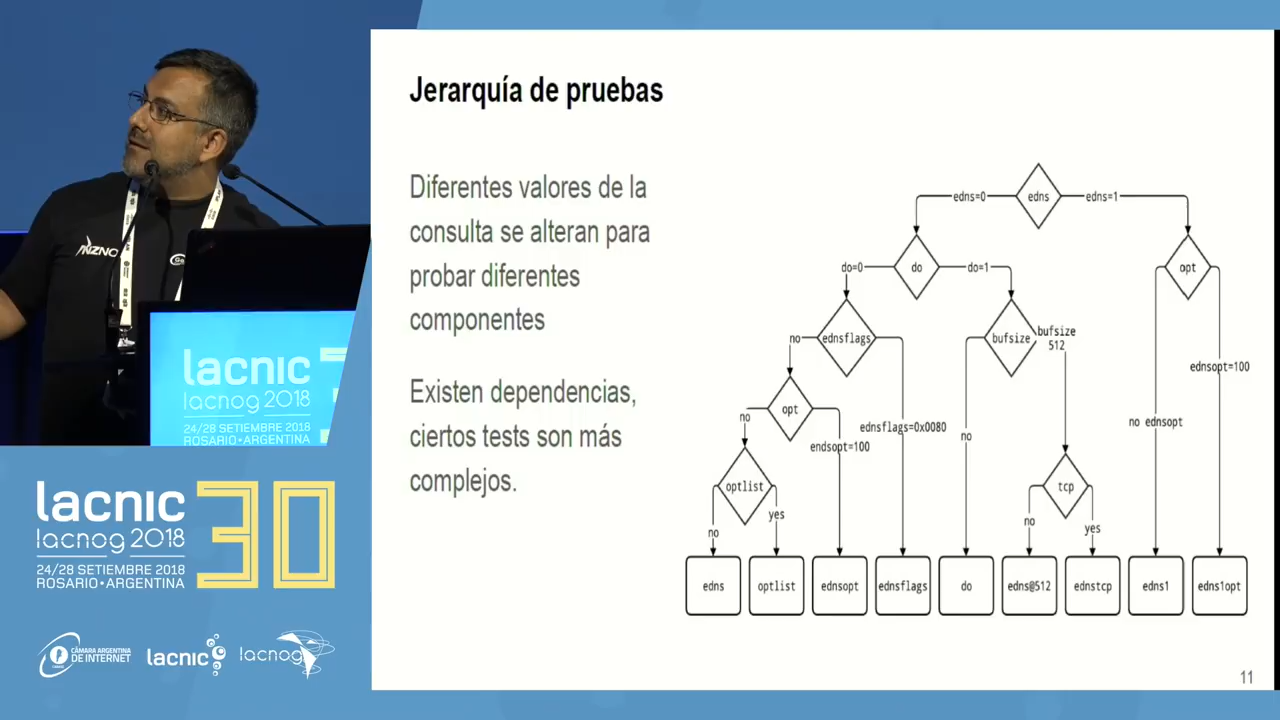 Jerarquía de pruebas
Diferentes valores de la
consulta se alteran para
probar diferentes
componentes
Existen dependencias,
ciertos tests son más
complejos.
edns=0
edns
edns=1
do=0
do
do=1
opt
no
ednsflags
bufsize
bufsize
512
ednsopt=100
no
opt
endsopt=100
ednsflags=0x0080
no
no ednsopt
optlist
no
yes
tcp
no
yes
edns
optlist
ednsopt
ednsflags
do
edns@512
ednstcp
edns1
edns1opt
11
lacnic
lacnog 2018
24/28 SETIEMBRE 2018
ROSARIO•ARGENTINA
lacnic
lacnog 2018
24/28 SETIEMBRE 2018
ROSARIO•ARGENTINA
30
CÁMARA ARGENTINA
DE INTERNET
lacnic
lacnog